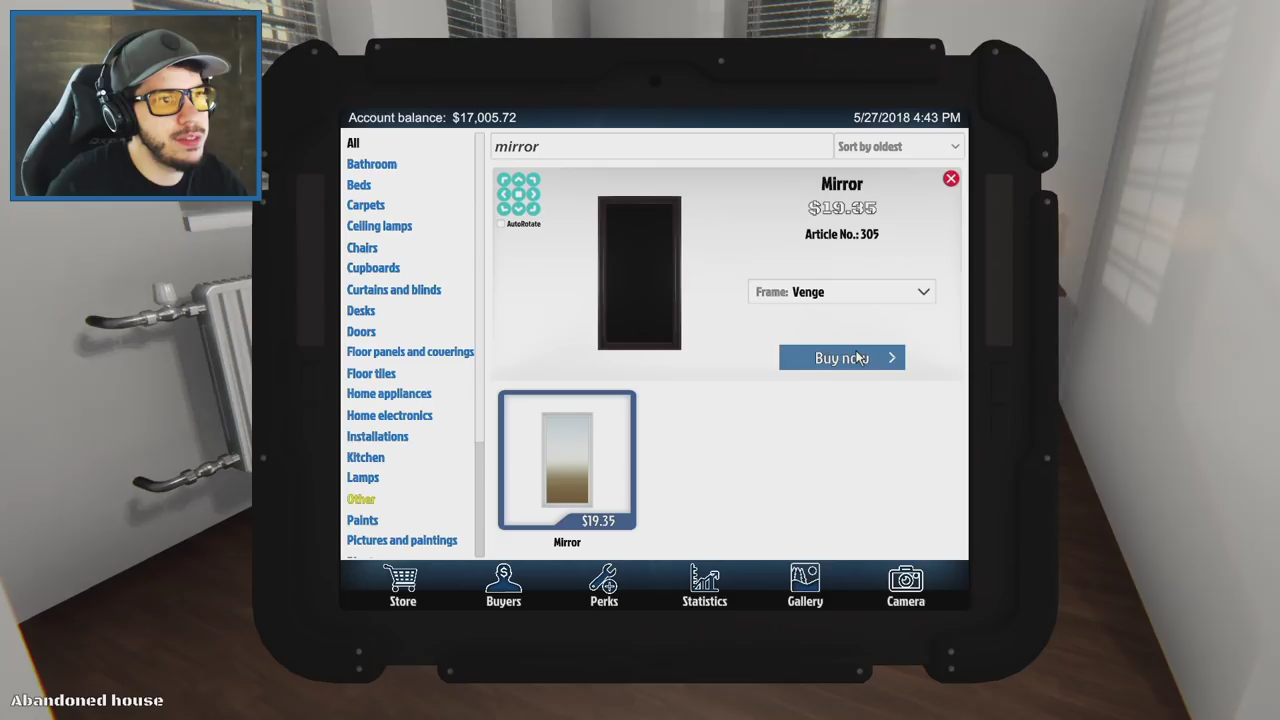 Account balance: $17,005.72
5/27/2018 4:43 PM
All
Bathroom
Beds
Carpets
Ceiling lamps
Chairs
Cupboards
Curtains and blinds
Desks
Doors
Floor panels and coverings
Floor tiles
Home appliances
Home electronics
Installations
Kitchen
Lamps
Other
Paints
Pictures and paintings
mirror
Sort by oldest
AutoRotate
Mirror
$19.35
Article No.: 305
Frame: Venge
Buy now
$19.35
Mirror
Store
Buyers
Perks
Statistics
Gallery
Camera
Abandoned house